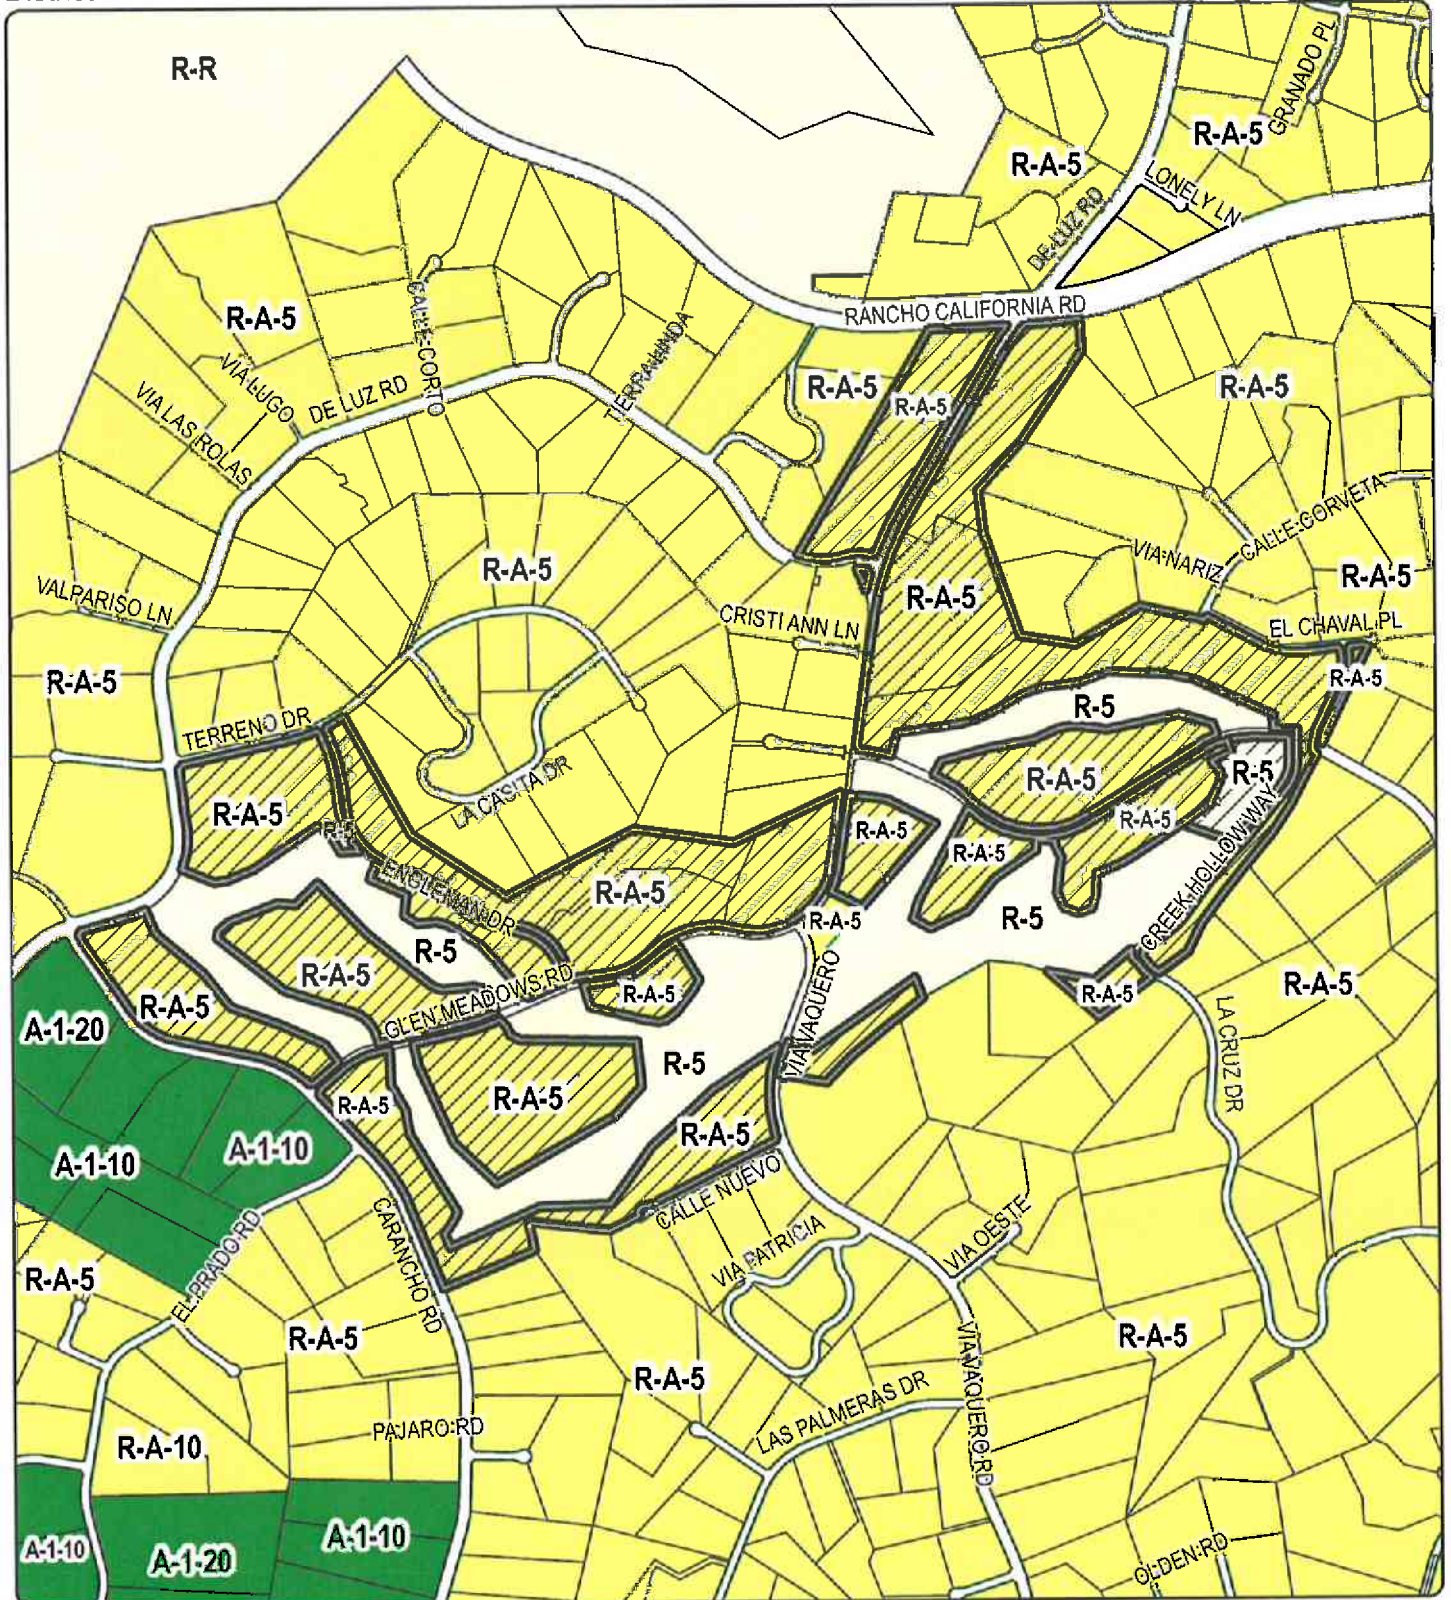 R-R
GRANADO PL
R-A-5
R-A-5
LONELY LN
DE LUZ RD
RANCHO CALIFORNIA RD
R-A-5
CALLE CORTO
TERRA LINDA
VIA LUGO
DE LUZ RD
VIA LAS ROLAS
R-A-5
R-A-5
R-A-5
CALLE CORVETA
VIA NARIZ
R-A-5
R-A-5
R-A-5
VALPARISO LN
CRISTI ANN LN
EL CHAVAL PL
R-A-5
R-A-5
R-5
TERRENO DR
LA CASITA DR
R-A-5
R-5
R-A-5
R-A-5
R-A-5
R-A-5
CREEK HOLLOW WAY
ENGLEMAN DR
R-A-5
R-A-5
R-5
R-5
R-A-5
R-A-5
R-A-5
R-A-5
R-A-5
GLEN MEADOWS RD
VIA VAQUERO
LA CRUZ DR
A-1-20
R-5
R-A-5
R-A-5
R-A-5
A-1-10
A-1-10
CALLE NUEVO
CARANCHO RD
EL PRADO RD
VIA PATRICIA
VIA OESTE
R-A-5
R-A-5
R-A-5
R-A-5
VIA VAQUERO RD
LAS PALMERAS DR
PAJARO RD
R-A-10
A-1-10
A-1-20
A-1-10
OLDEN RD